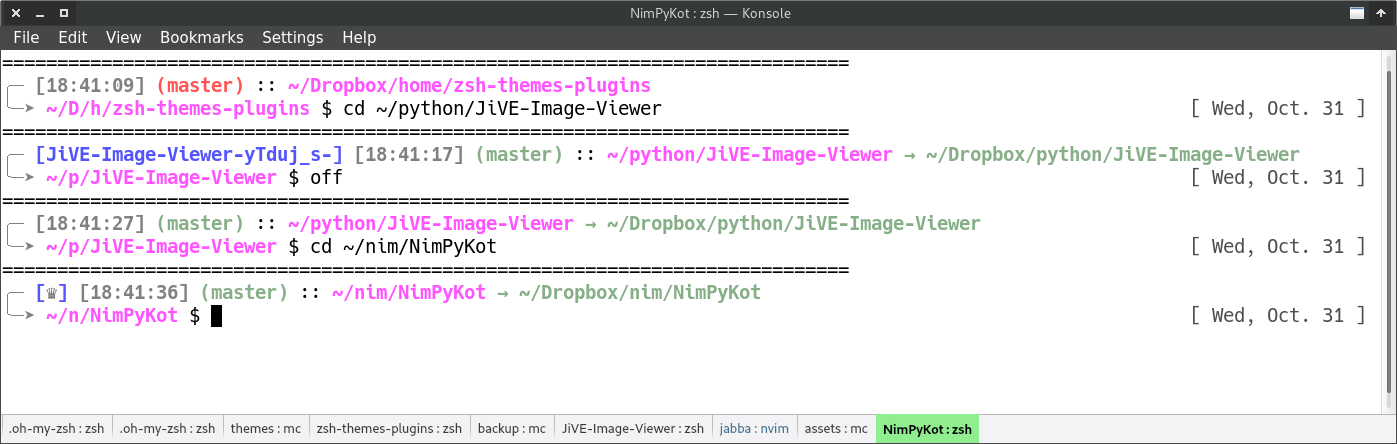 NimPyKot : zsh — Konsole
File Edit View Bookmarks Settings Help
=============================================================================
[18:41:09] (master) :: ~/Dropbox/home/zsh-themes-plugins
~/D/h/zsh-themes-plugins $ cd ~/python/JiVE-Image-Viewer [ Wed, Oct. 31 ]
=============================================================================
[JiVE-Image-Viewer-yTduj_s-] [18:41:17] (master) :: ~/python/JiVE-Image-Viewer → ~/Dropbox/python/JiVE-Image-Viewer
~/p/JiVE-Image-Viewer $ off [ Wed, Oct. 31 ]
=============================================================================
[18:41:27] (master) :: ~/python/JiVE-Image-Viewer → ~/Dropbox/python/JiVE-Image-Viewer
~/p/JiVE-Image-Viewer $ cd ~/nim/NimPyKot [ Wed, Oct. 31 ]
=============================================================================
[♛] [18:41:36] (master) :: ~/nim/NimPyKot → ~/Dropbox/nim/NimPyKot
~/n/NimPyKot $ [ Wed, Oct. 31 ]
.oh-my-zsh : zsh .oh-my-zsh : zsh themes : mc zsh-themes-plugins : zsh backup : mc JiVE-Image-Viewer : zsh jabba : nvim assets : mc NimPyKot : zsh